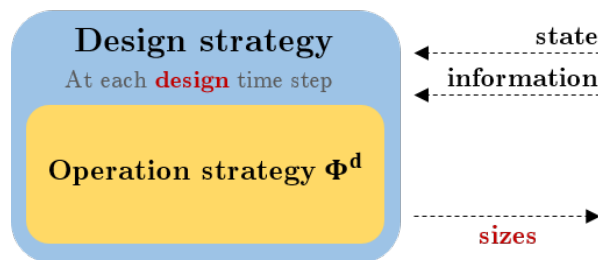 Design strategy
At each design time step
Operation strategy Φᵈ
state
information
sizes